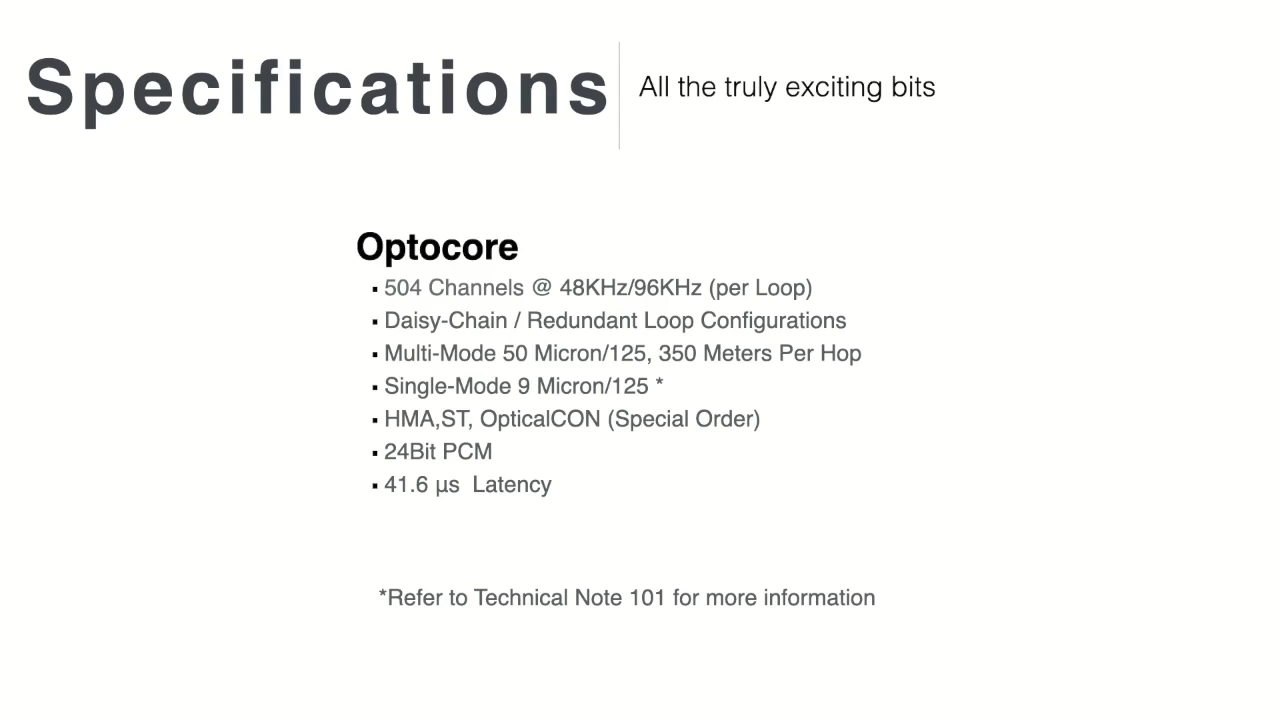 Specifications
All the truly exciting bits
Optocore
▪ 504 Channels @ 48KHz/96KHz (per Loop)
▪ Daisy-Chain / Redundant Loop Configurations
▪ Multi-Mode 50 Micron/125, 350 Meters Per Hop
▪ Single-Mode 9 Micron/125 *
▪ HMA,ST, OpticalCON (Special Order)
▪ 24Bit PCM
▪ 41.6 µs  Latency
*Refer to Technical Note 101 for more information